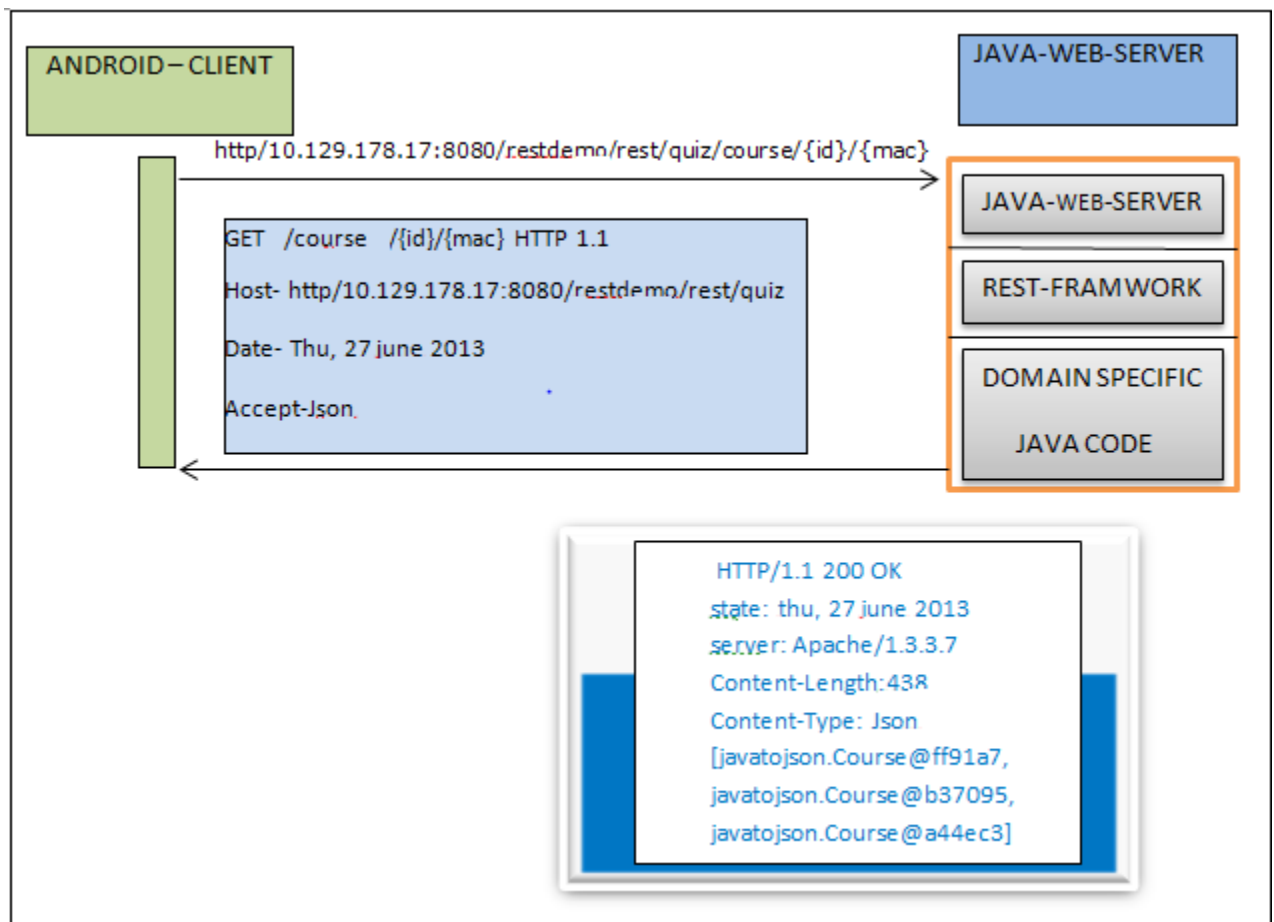 ANDROID – CLIENT
JAVA-WEB-SERVER
http/10.129.178.17:8080/restdemo/rest/quiz/course/{id}/{mac}
GET /course /{id}/{mac} HTTP 1.1
Host- http/10.129.178.17:8080/restdemo/rest/quiz
Date- Thu, 27 june 2013
Accept-Json
JAVA-WEB-SERVER
REST-FRAMWORK
DOMAIN SPECIFIC
JAVA CODE
HTTP/1.1 200 OK
state: thu, 27 june 2013
server: Apache/1.3.3.7
Content-Length:438
Content-Type: Json
[javatojson.Course@ff91a7,
javatojson.Course@b37095,
javatojson.Course@a44ec3]